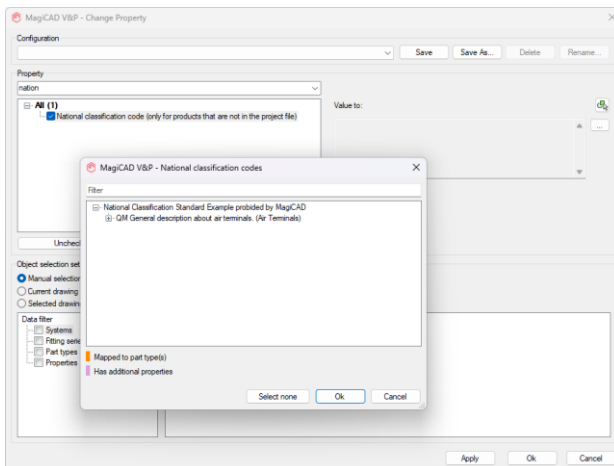 MagiCAD V&P - Change Property
Configuration
Save
Save As...
Delete
Rename...
Property
nation
All (1)
National classification code (only for products that are not in the project file)
Value to:
...
MagiCAD V&P - National classification codes
Filter
National Classification Standard Example probided by MagiCAD
QM General description about air terminals. (Air Terminals)
Mapped to part type(s)
Has additional properties
Select none
Ok
Cancel
Unchec
Object selection set
Manual selection
Current drawing
Selected drawin
Data filter
Systems
Fitting serie
Part types
Properties
Apply
Ok
Cancel